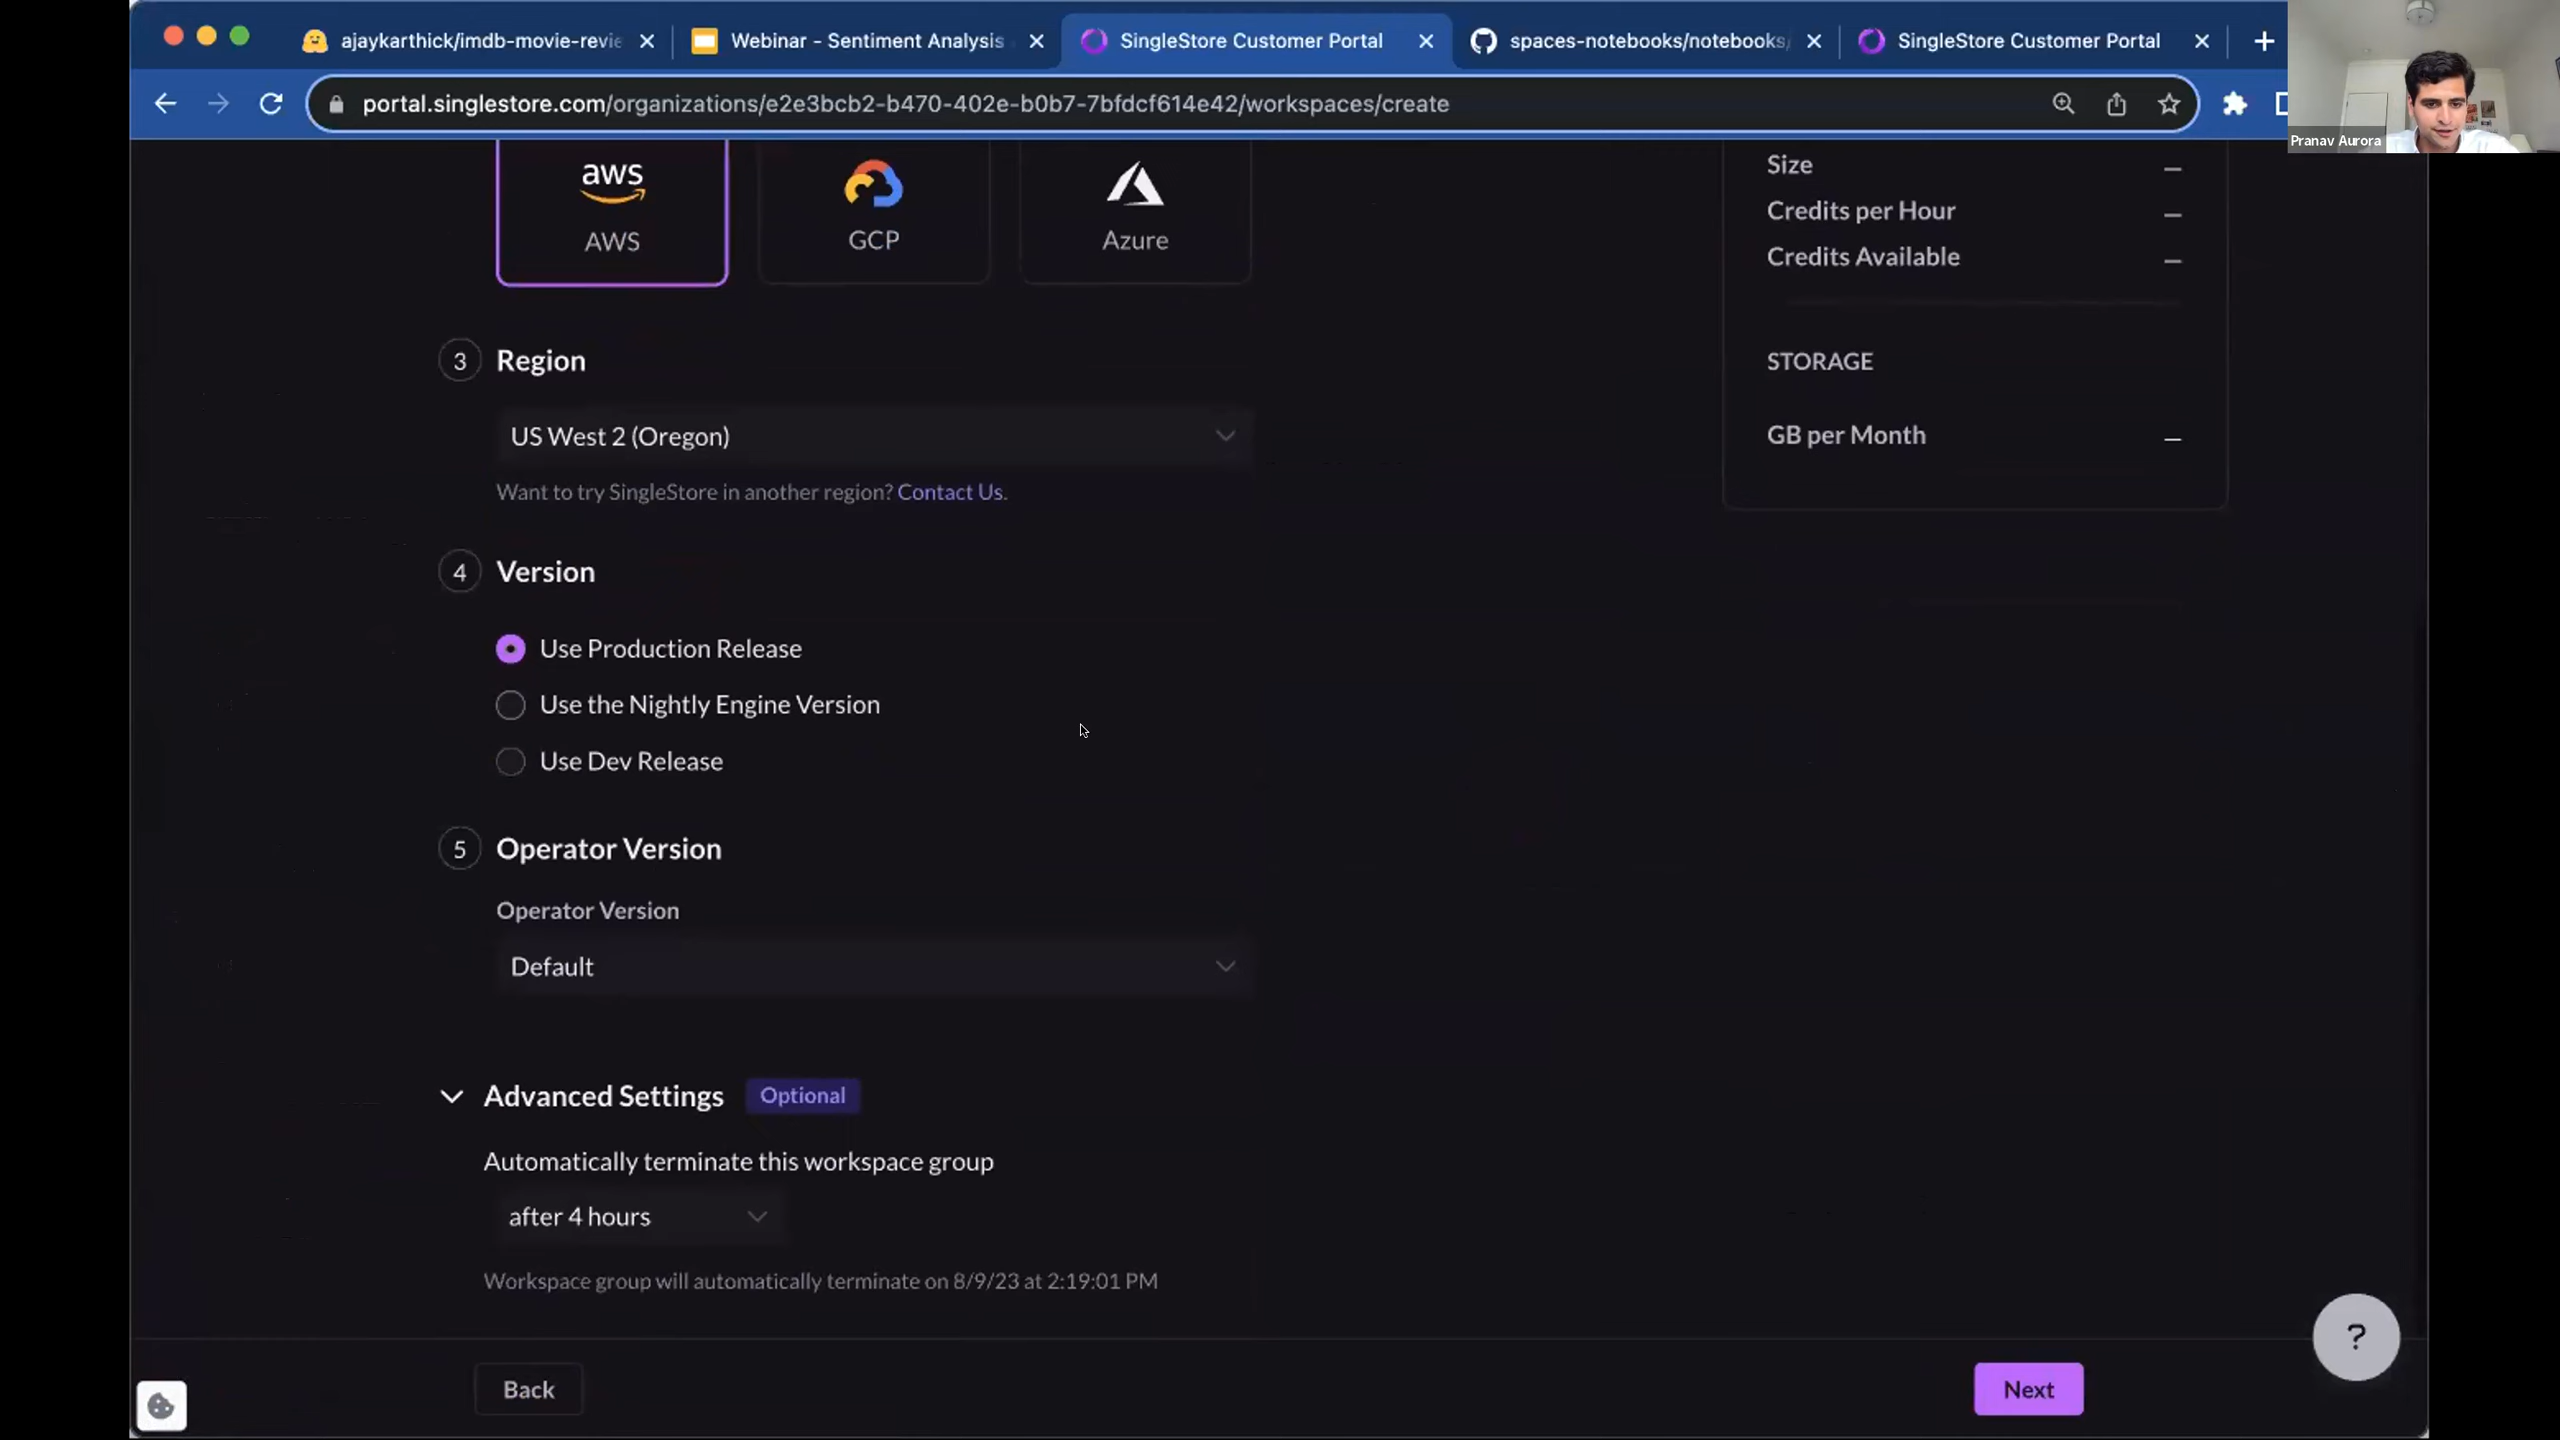 ajaykarthick/imdb-movie-revie
Webinar - Sentiment Analysis
SingleStore Customer Portal
spaces-notebooks/notebooks/
SingleStore Customer Portal
portal.singlestore.com/organizations/e2e3bcb2-b470-402e-b0b7-7bfdcf614e42/workspaces/create
Pranav Aurora
aws
AWS
GCP
Azure
Size –
Credits per Hour –
Credits Available –
STORAGE
GB per Month –
3 Region
US West 2 (Oregon)
Want to try SingleStore in another region? Contact Us.
4 Version
Use Production Release
Use the Nightly Engine Version
Use Dev Release
5 Operator Version
Operator Version
Default
Advanced Settings Optional
Automatically terminate this workspace group
after 4 hours
Workspace group will automatically terminate on 8/9/23 at 2:19:01 PM
Back
Next
?